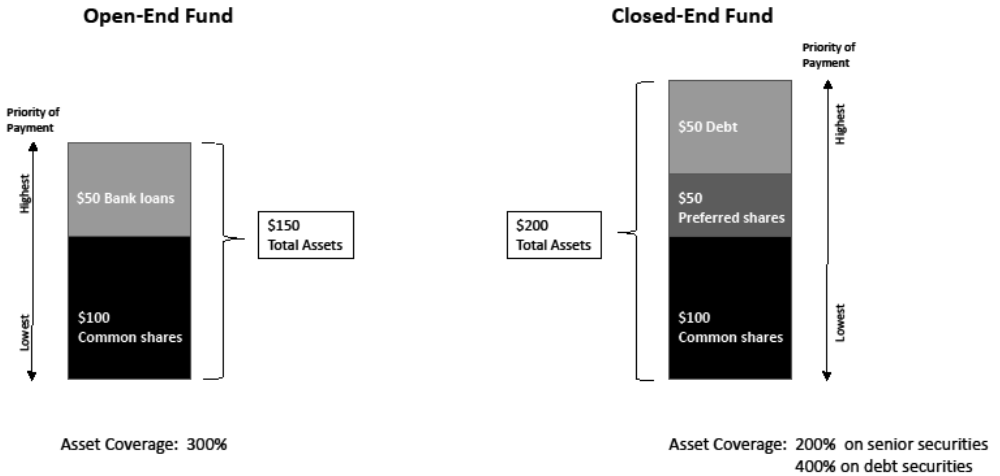 Open-End Fund
Priority of
Payment
Highest
Lowest
$50 Bank loans
$100
Common shares
$150
Total Assets
Asset Coverage: 300%
Closed-End Fund
Priority of
Payment
Highest
Lowest
$50 Debt
$50
Preferred shares
$100
Common shares
$200
Total Assets
Asset Coverage: 200% on senior securities
400% on debt securities